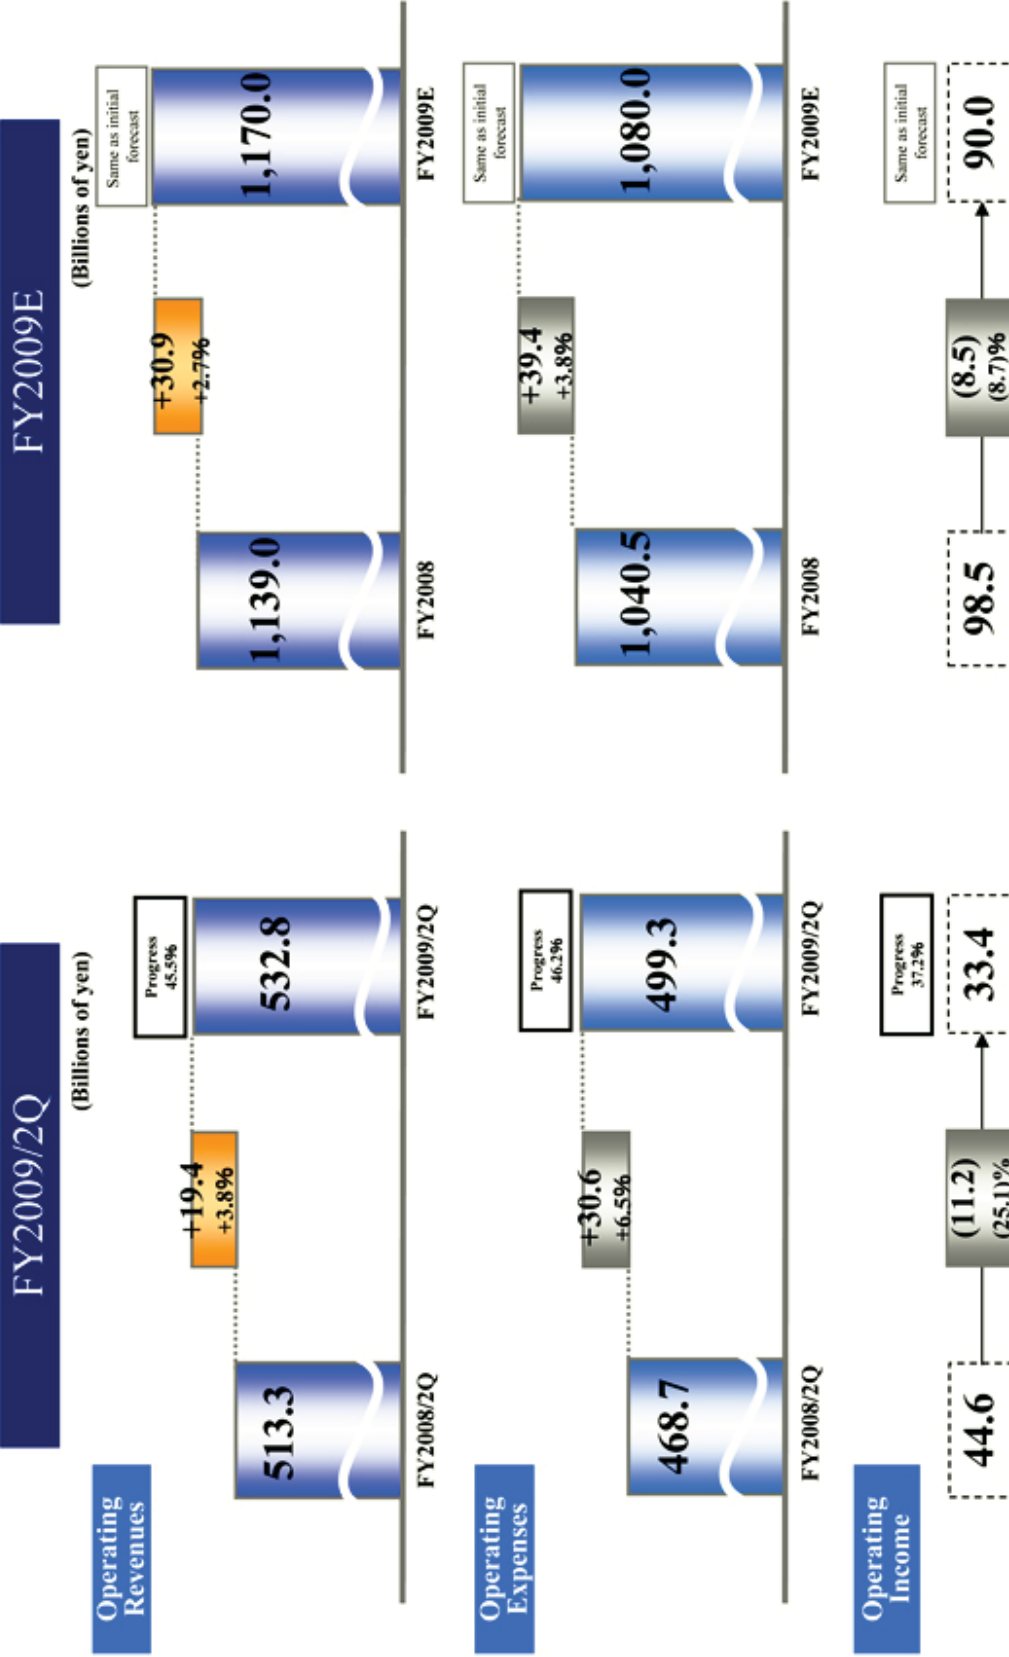 FY2009/2Q
FY2009E
(Billions of yen)
(Billions of yen)
Operating
Revenues
513.3
+19.4
+3.8%
Progress
45.5%
532.8
FY2008/2Q
FY2009/2Q
1,139.0
+30.9
+2.7%
Same as initial
forecast
1,170.0
FY2008
FY2009E
Operating
Expenses
468.7
+30.6
+6.5%
Progress
46.2%
499.3
FY2008/2Q
FY2009/2Q
1,040.5
+39.4
+3.8%
Same as initial
forecast
1,080.0
FY2008
FY2009E
Operating
Income
44.6
(11.2)
(25.1)%
Progress
37.2%
33.4
98.5
(8.5)
(8.7)%
Same as initial
forecast
90.0